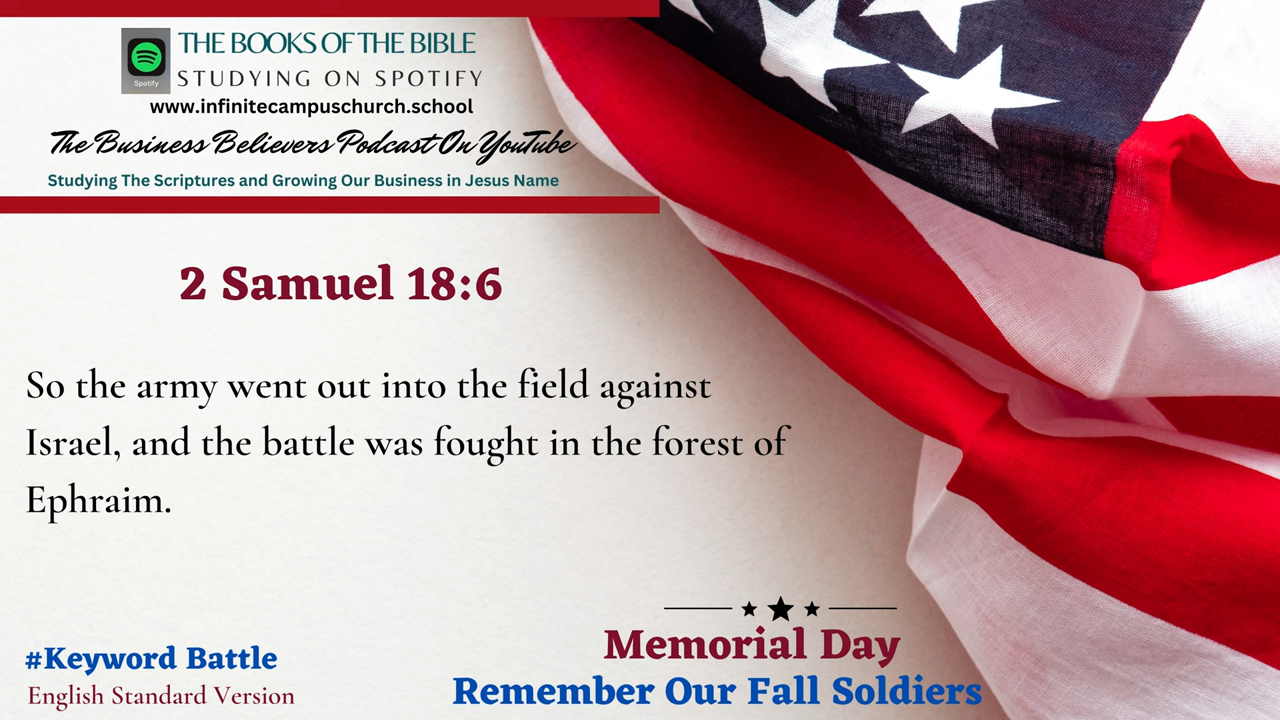 THE BOOKS OF THE BIBLE
Spotify
STUDYING ON SPOTIFY
www.infinitecampuschurch.school
The Business Believers Podcast On YouTube
Studying The Scriptures and Growing Our Business in Jesus Name
2 Samuel 18:6
So the army went out into the field against
Israel, and the battle was fought in the forest of
Ephraim.
#Keyword Battle
English Standard Version
Memorial Day
Remember Our Fall Soldiers